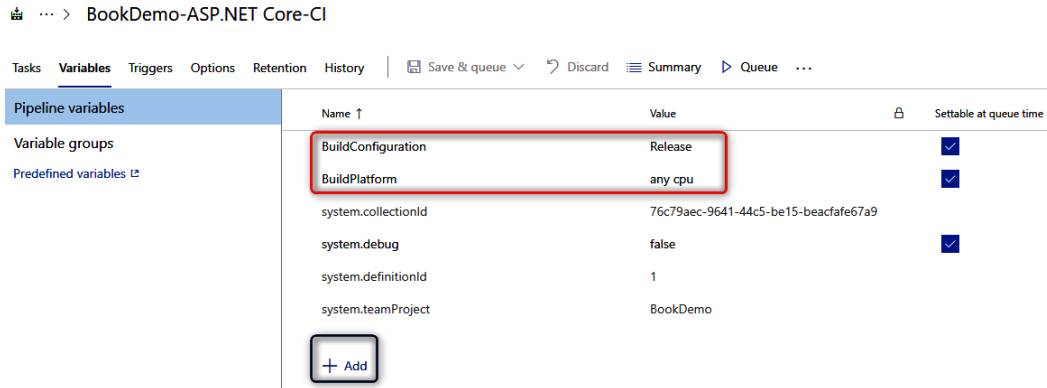 ··· > BookDemo-ASP.NET Core-CI
Tasks Variables Triggers Options Retention History Save & queue Discard Summary Queue ···
Pipeline variables
Variable groups
Predefined variables
Name ↑ Value Settable at queue time
BuildConfiguration Release
BuildPlatform any cpu
system.collectionId 76c79aec-9641-44c5-be15-beacfafe67a9
system.debug false
system.definitionId 1
system.teamProject BookDemo
+ Add